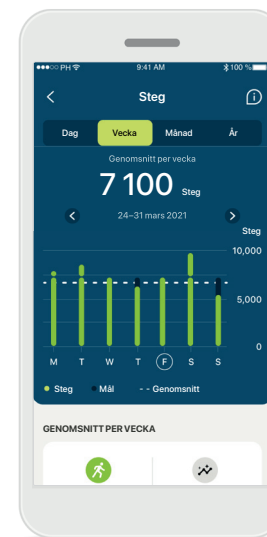 PH 9:41 AM 100 %
Steg
Dag Vecka Månad År
Genomsnitt per vecka
7 100 Steg
24–31 mars 2021
Steg
10,000
5,000
0
M T W T F S S
Steg Mål - - Genomsnitt
GENOMSNITT PER VECKA